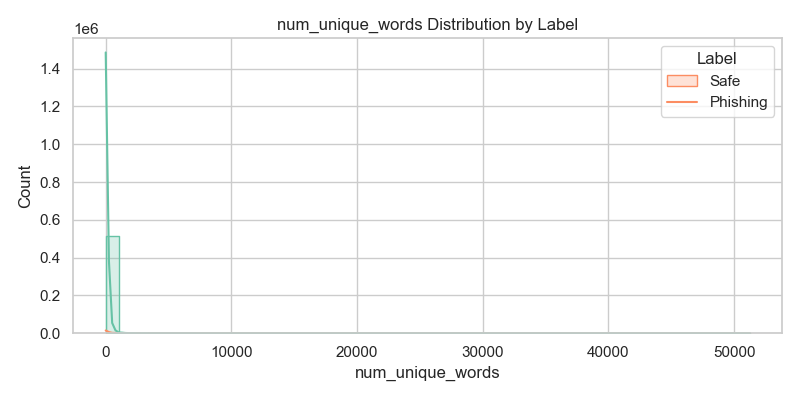 num_unique_words Distribution by Label
1e6
Label
Safe
Phishing
1.4
1.2
1.0
0.8
0.6
0.4
0.2
0.0
Count
0 10000 20000 30000 40000 50000
num_unique_words